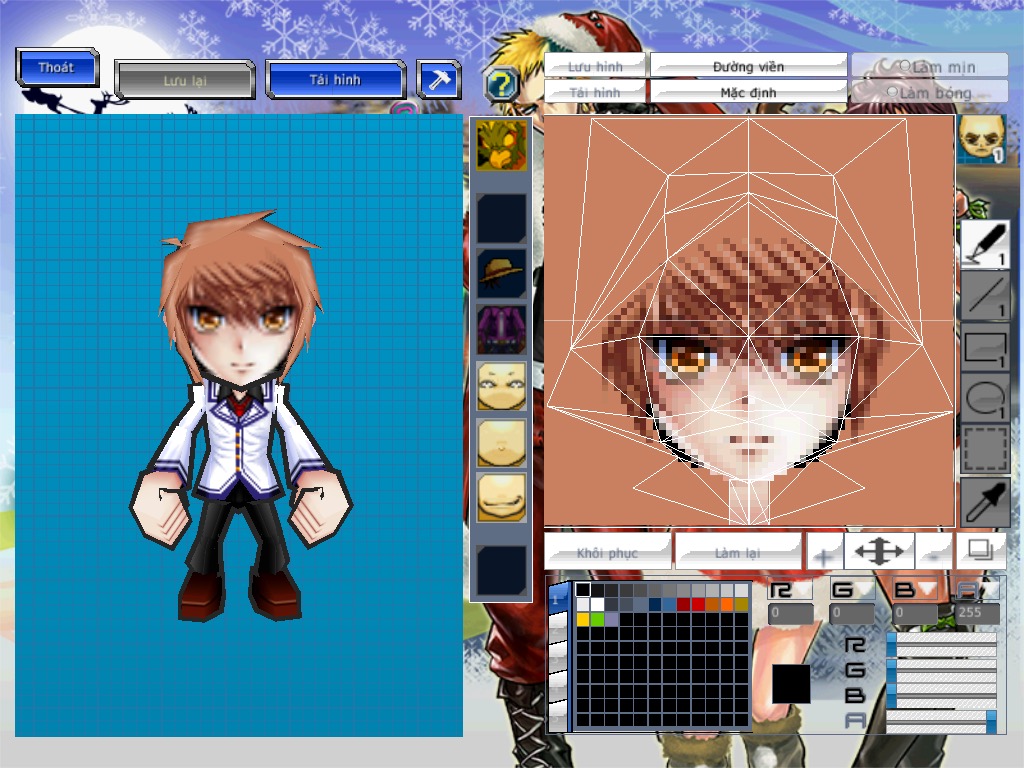 Thoát
Lưu lại
Tải hình
?
Lưu hình
Đường viền
Làm mịn
Tải hình
Mặc định
Làm bóng
1
1
1
1
1
Khôi phục
Làm lại
+
-
1
R
G
B
A
0
0
0
255
R
G
B
A